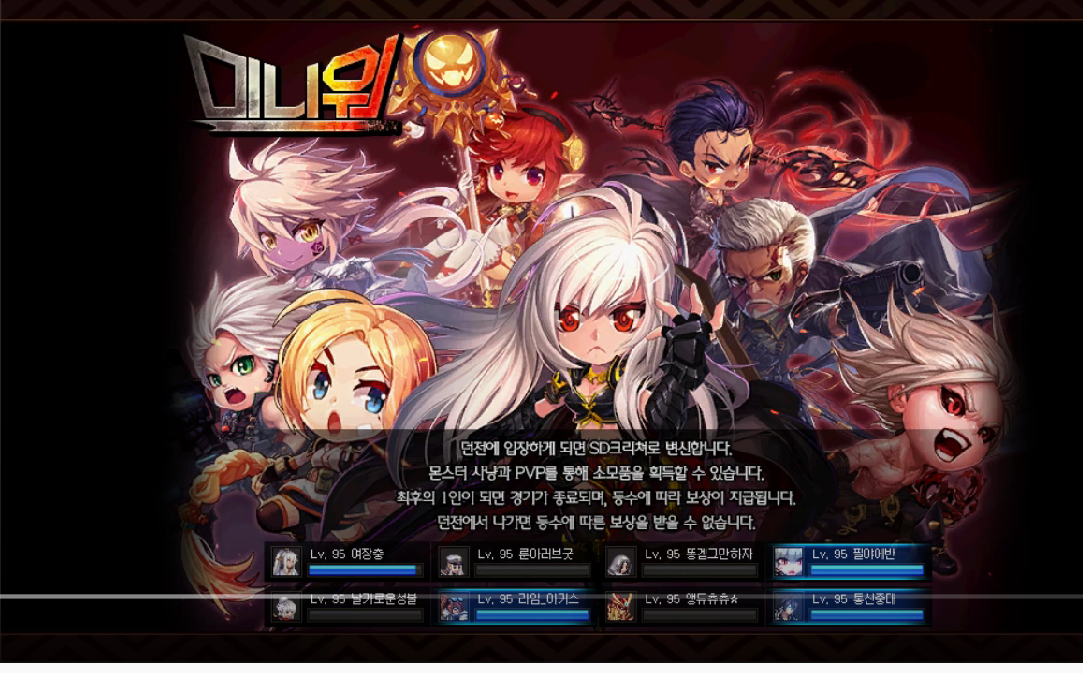 미니워
던전에 입장하게 되면 SD크리쳐로 변신합니다.
몬스터 사냥과 PVP를 통해 소모품을 획득할 수 있습니다.
최후의 1인이 되면 경기가 종료되며, 등수에 따라 보상이 지급됩니다.
던전에서 나가면 등수에 따른 보상을 받을 수 없습니다.
Lv. 95 여장충
Lv. 95 룬이러브굿
Lv. 95 똥겜그만하자
Lv. 95 필야이반
Lv. 95 날카로운성불
Lv. 95 리임_이거스
Lv. 95 앵듀츄츄★
Lv. 95 통신중대